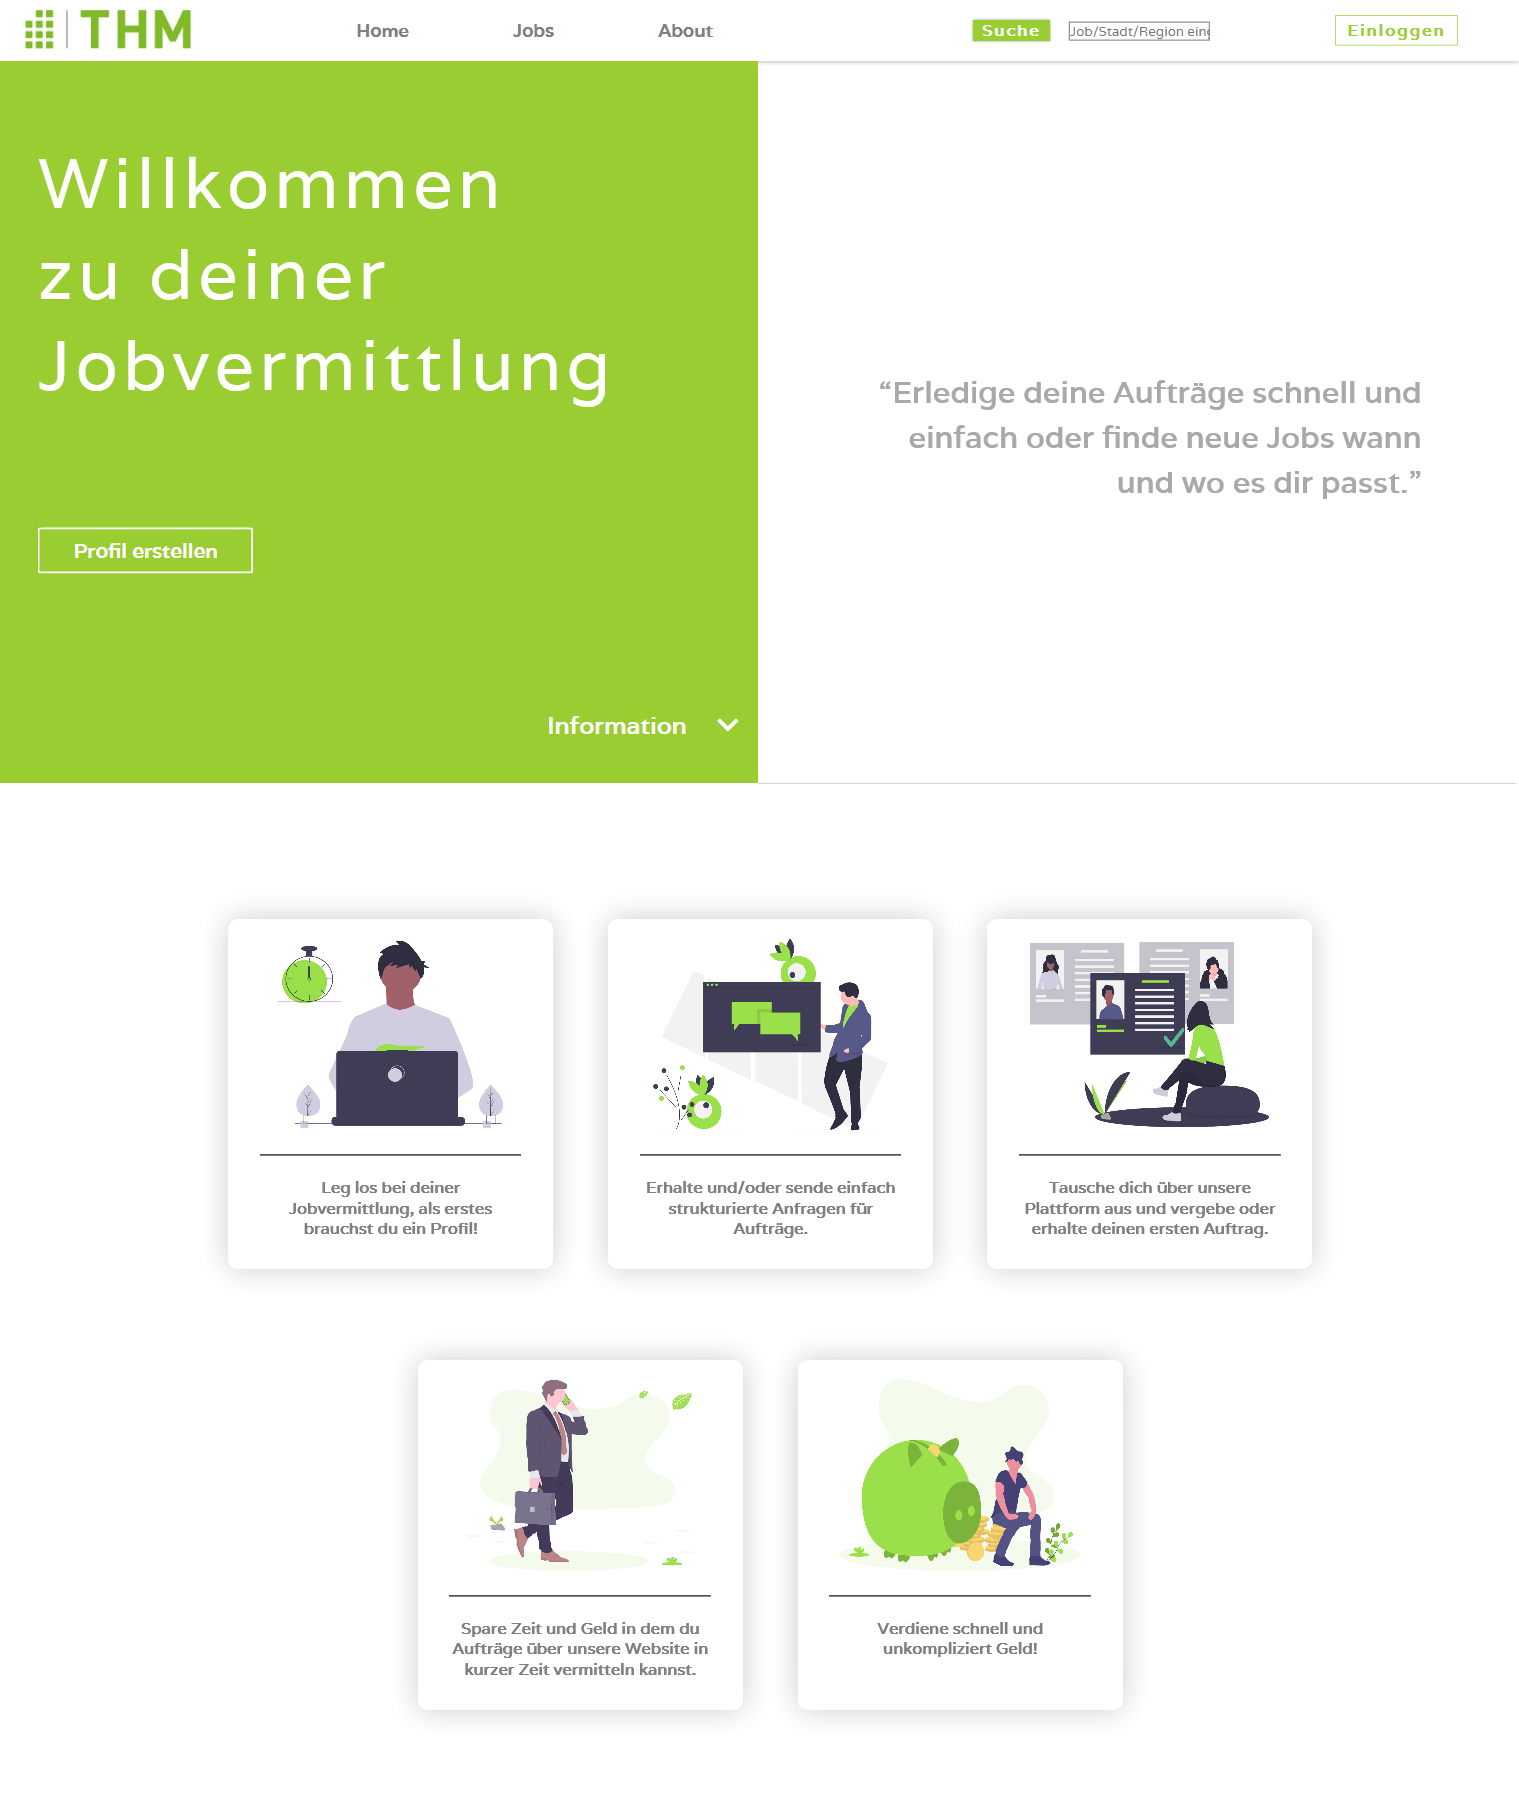 THM
Home
Jobs
About
Suche
Job/Stadt/Region ein
Einloggen
Willkommen
zu deiner
Jobvermittlung
“Erledige deine Aufträge schnell und
einfach oder finde neue Jobs wann
und wo es dir passt.”
Profil erstellen
Information
Leg los bei deiner
Jobvermittlung, als erstes
brauchst du ein Profil!
Erhalte und/oder sende einfach
strukturierte Anfragen für
Aufträge.
Tausche dich über unsere
Plattform aus und vergebe oder
erhalte deinen ersten Auftrag.
Spare Zeit und Geld in dem du
Aufträge über unsere Website in
kurzer Zeit vermitteln kannst.
Verdiene schnell und
unkompliziert Geld!